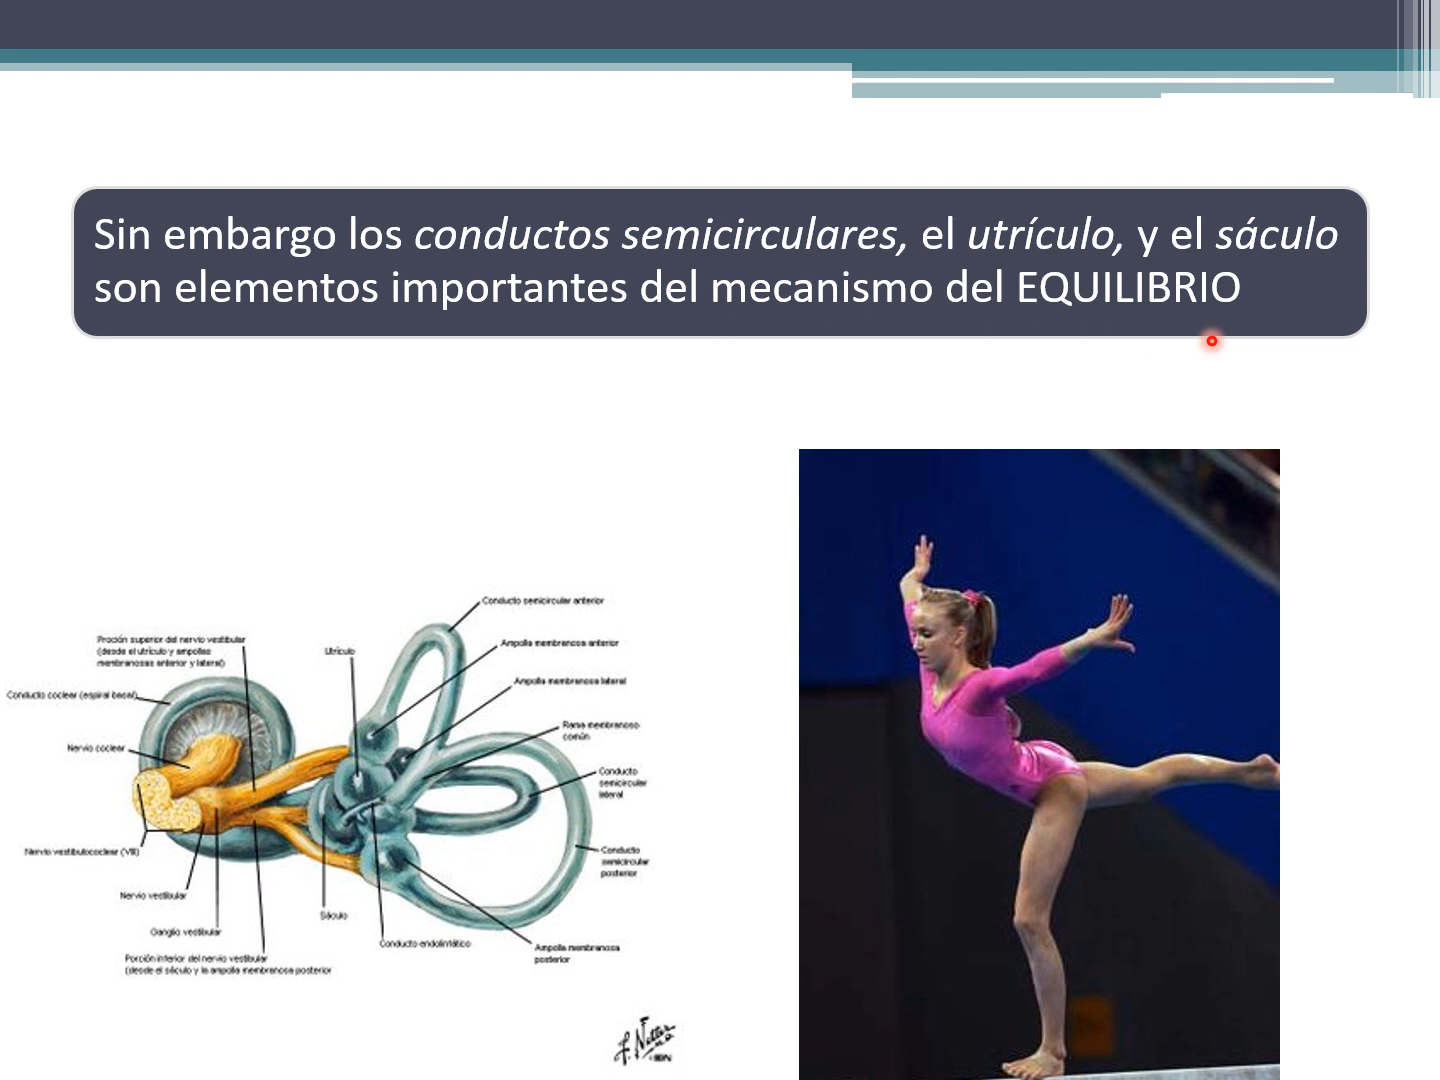 Sin embargo los conductos semicirculares, el utrículo, y el sáculo
son elementos importantes del mecanismo del EQUILIBRIO
Conducto semicircular anterior
Proción superior del nervio vestibular
(desde el utrículo y ampollas
membranosas anterior y lateral)
Utrículo
Ampolla membranosa anterior
Ampolla membranosa lateral
Conducto coclear (espiral basal)
Rama membranoso
común
Nervio coclear
Conducto
semicircular
lateral
Nervio vestibulococlear (VIII)
Conducto
semicircular
posterior
Nervio vestibular
Sáculo
Ganglio vestibular
Conducto endolinfático
Ampolla membranosa
posterior
Porción inferior del nervio vestibular
(desde el sáculo y la ampolla membranosa posterior
F. Netter